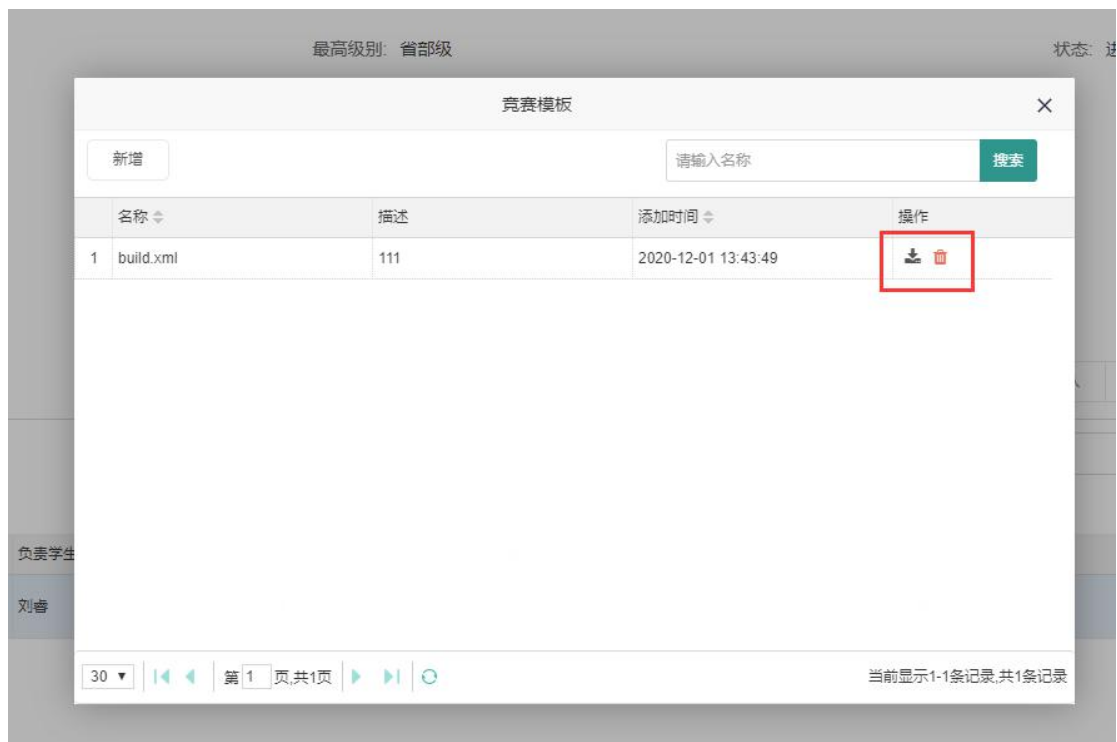 最高级别: 省部级 状态: 进
竞赛模板
新增 请输入名称 搜索
名称 描述 添加时间 操作
1 build.xml 111 2020-12-01 13:43:49
负责学生
刘睿
30 第 1 页,共1页 当前显示1-1条记录,共1条记录